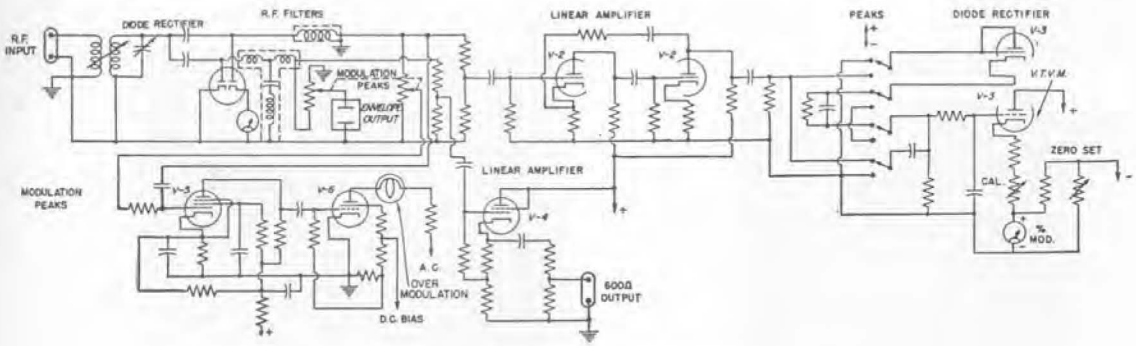 R.F. INPUT
DIODE RECTIFIER
R.F. FILTERS
MODULATION PEAKS
ENVELOPE OUTPUT
LINEAR AMPLIFIER
V-2
V-2
PEAKS
+
-
DIODE RECTIFIER
V-3
V.T.V.M.
V-3
+
ZERO SET
-
CAL.
+
% MOD.
-
MODULATION PEAKS
V-5
V-6
A.C.
OVER MODULATION
D.C. BIAS
+
LINEAR AMPLIFIER
V-4
+
600Ω OUTPUT